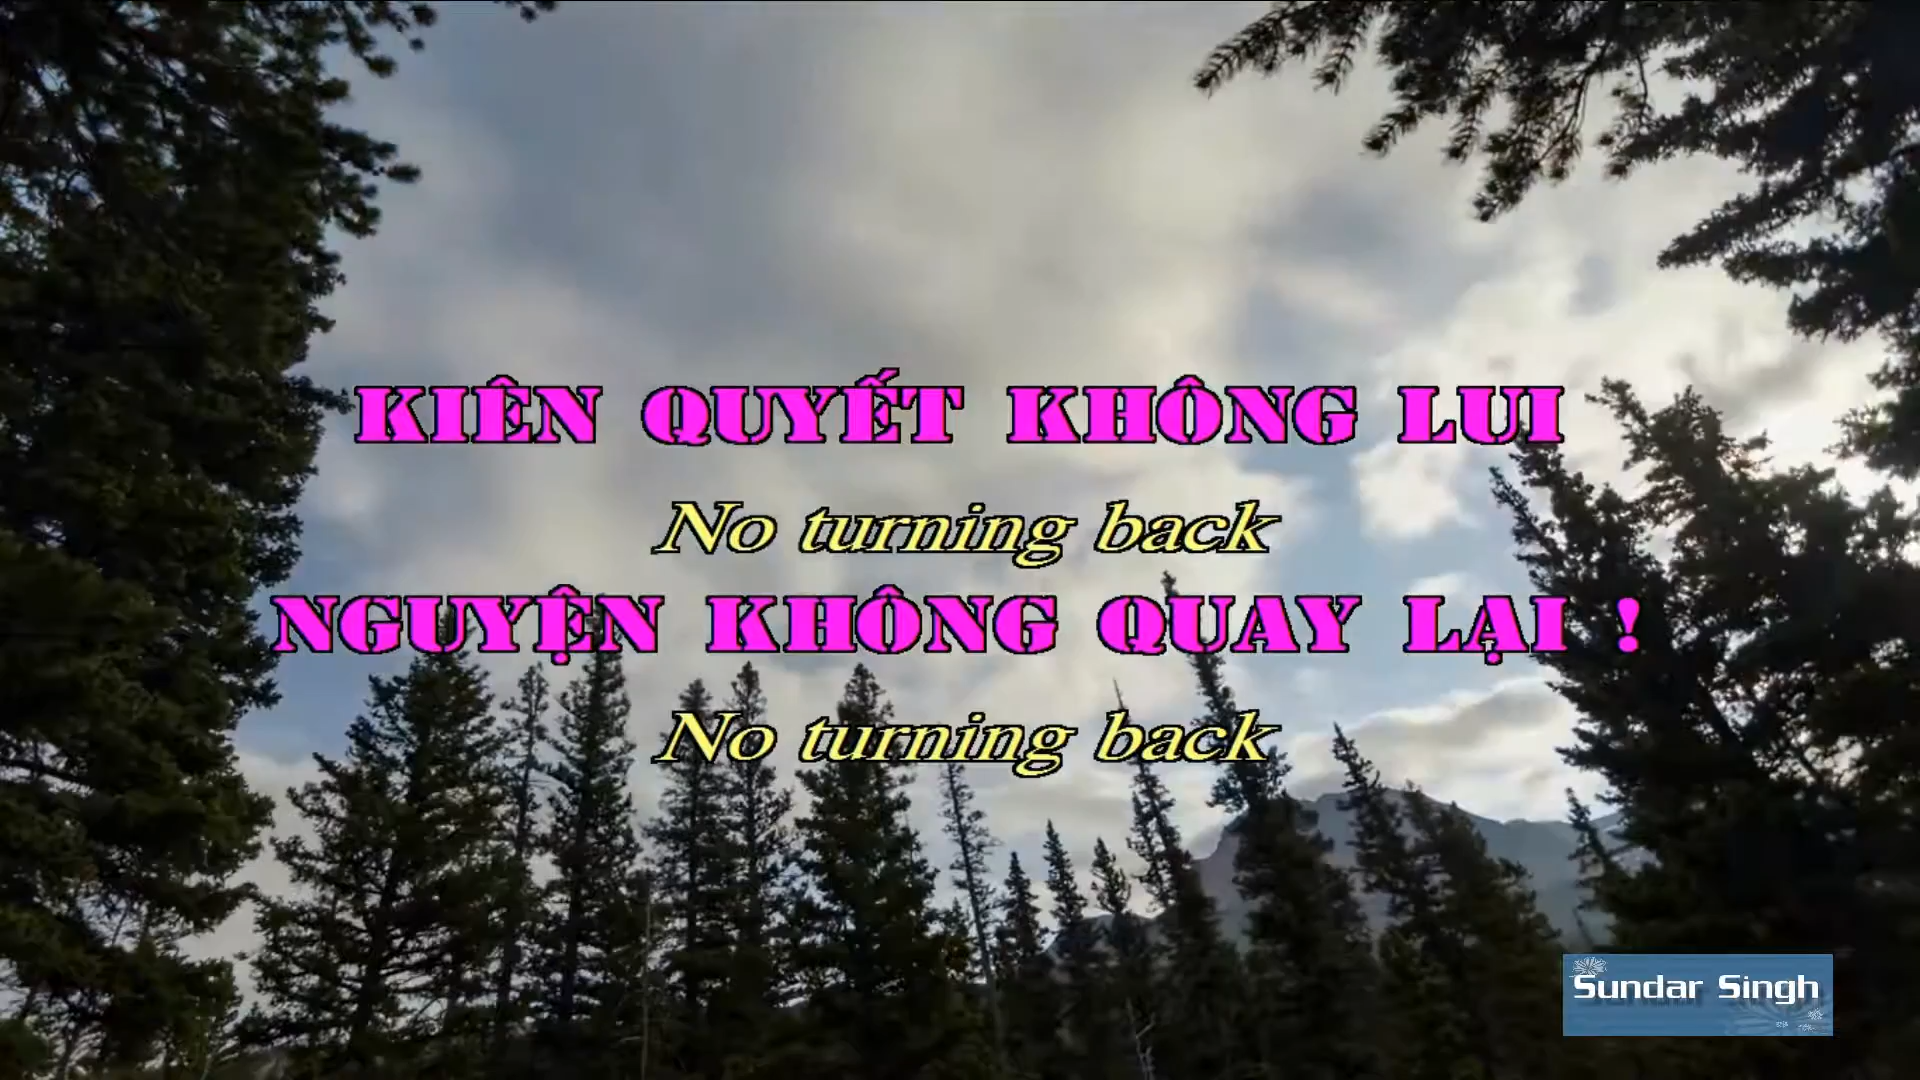 KIÊN QUYẾT KHÔNG LUI
No turning back
NGUYỆN KHÔNG QUAY LẠI !
No turning back
Sundar Singh